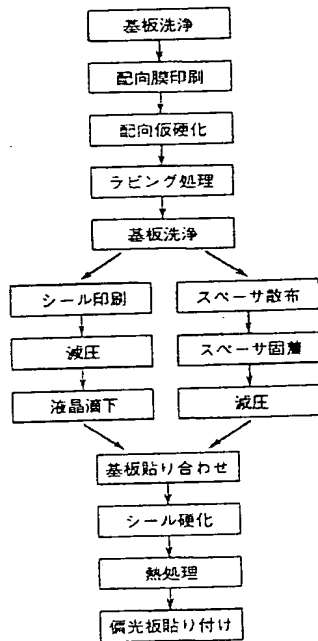 基板洗浄
配向膜印刷
配向仮硬化
ラビング処理
基板洗浄
シール印刷
減圧
液晶滴下
スペーサ散布
スペーサ固着
減圧
基板貼り合わせ
シール硬化
熱処理
偏光板貼り付け